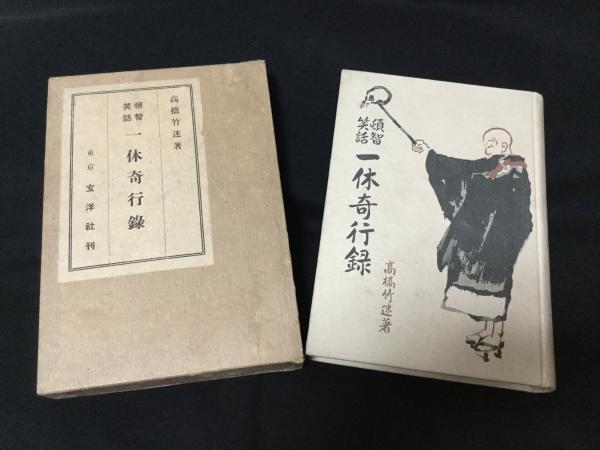 高橋竹迷著
頓智
笑話
一休奇行錄
東京 玄洋社刊
頓智
笑話
一休奇行録
高橋竹迷著